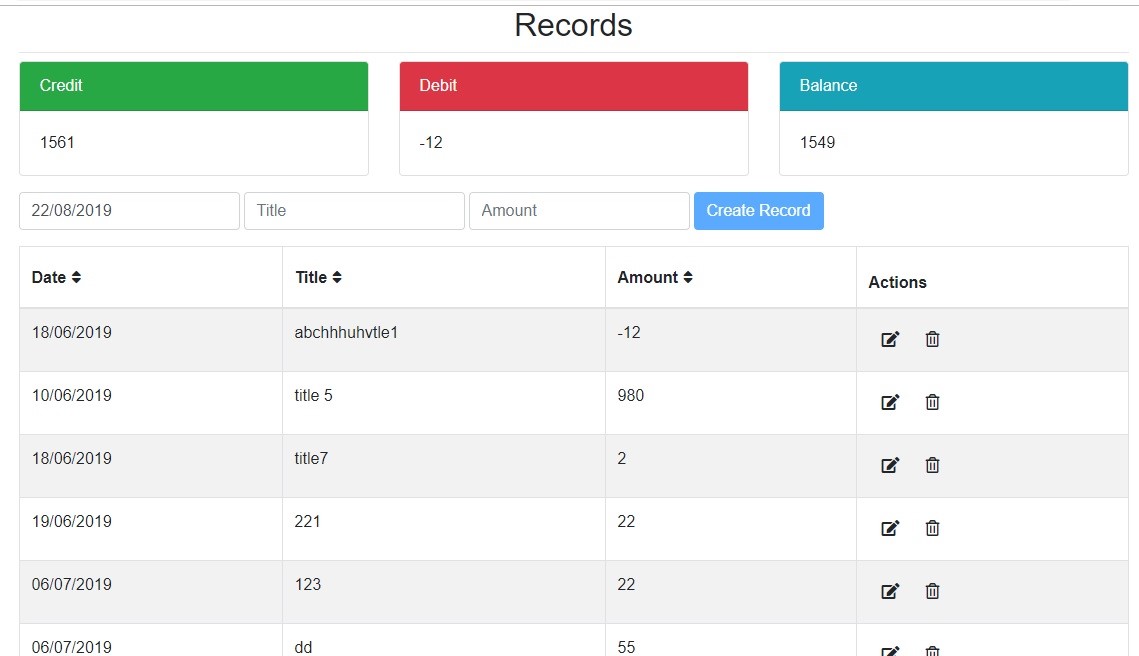 Records
Credit Debit Balance
1561 -12 1549
22/08/2019 Title Amount Create Record
Date Title Amount Actions
18/06/2019 abchhhuhvtle1 -12
10/06/2019 title 5 980
18/06/2019 title7 2
19/06/2019 221 22
06/07/2019 123 22
06/07/2019 dd 55